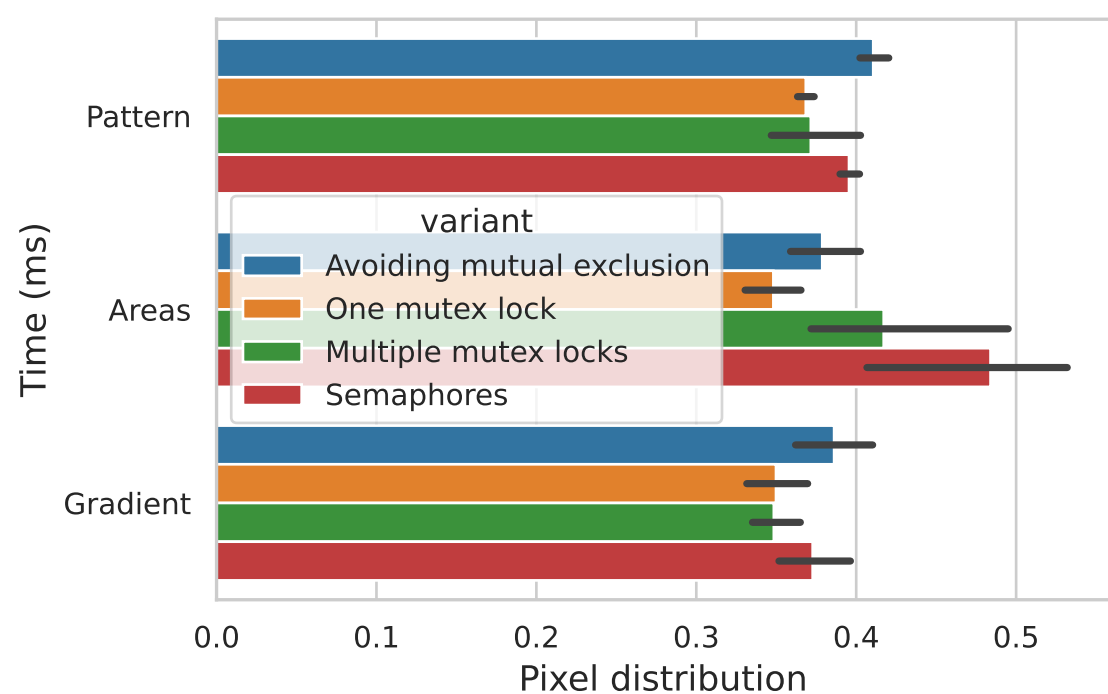 Time (ms)
Pattern
Areas
Gradient
variant
Avoiding mutual exclusion
One mutex lock
Multiple mutex locks
Semaphores
0.0 0.1 0.2 0.3 0.4 0.5
Pixel distribution